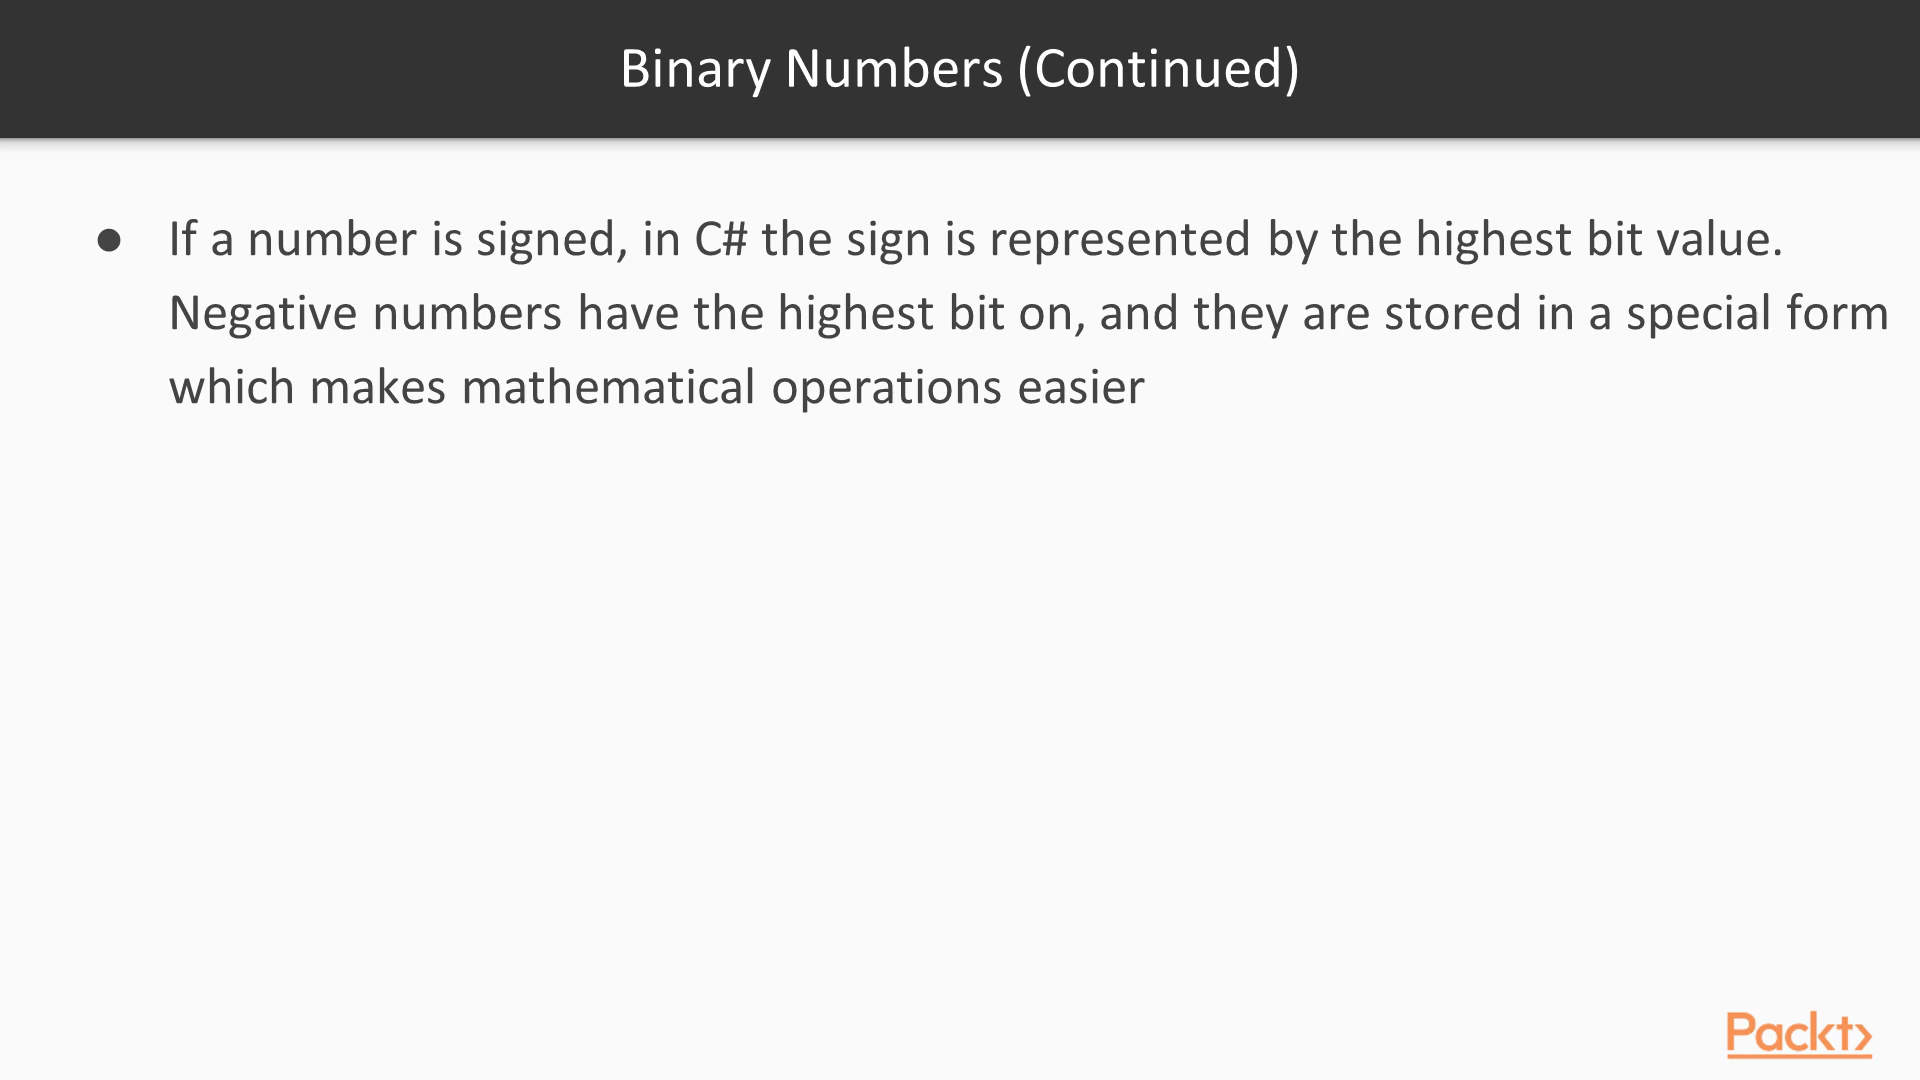 Binary Numbers (Continued)
● If a number is signed, in C# the sign is represented by the highest bit value.
Negative numbers have the highest bit on, and they are stored in a special form
which makes mathematical operations easier
Packt>